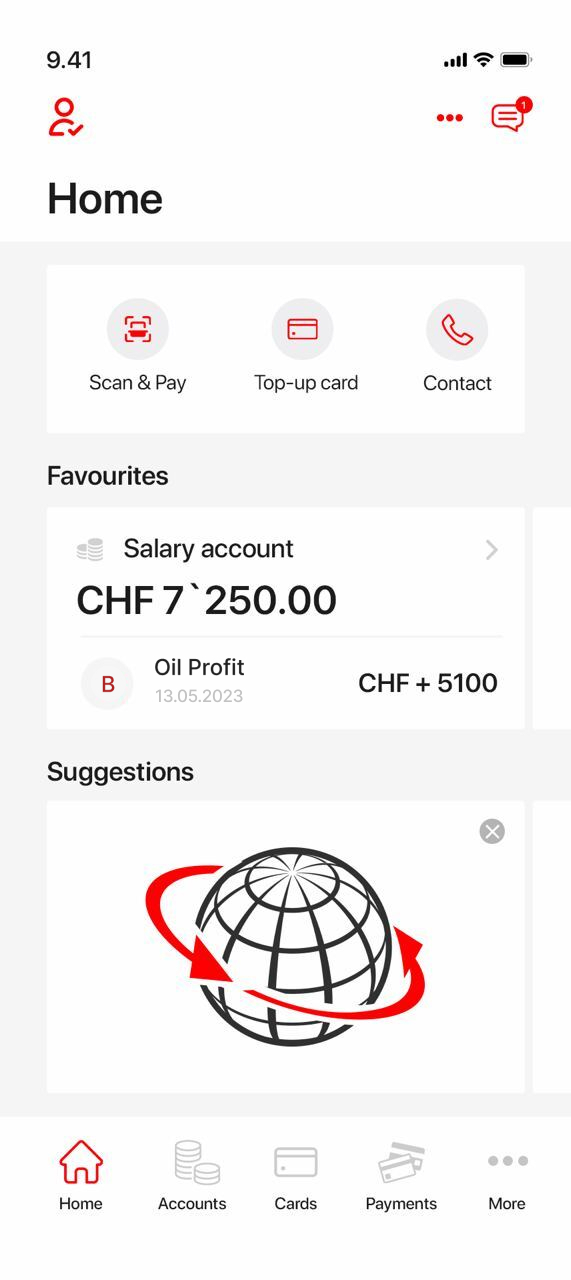 9.41
1
Home
Scan & Pay
Top-up card
Contact
Favourites
Salary account
CHF 7`250.00
B
Oil Profit
13.05.2023
CHF + 5100
Suggestions
Home
Accounts
Cards
Payments
More